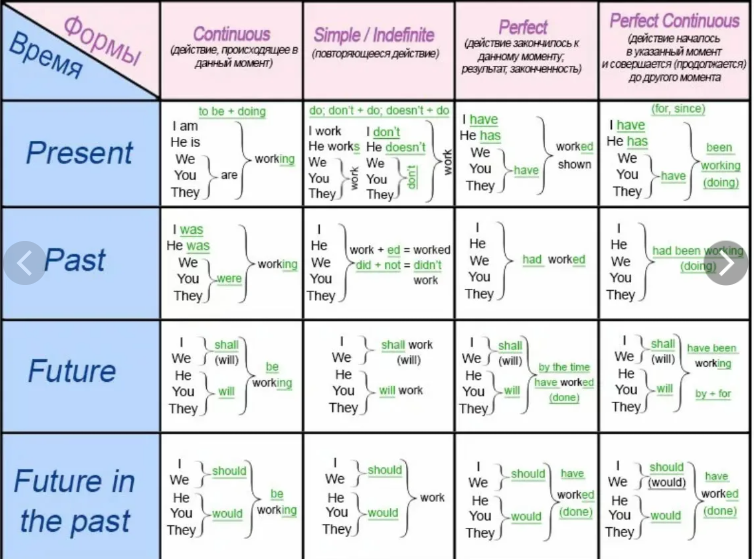 Формы
Время
Continuous
(действие, происходящее в
данный момент)
Simple / Indefinite
(повторяющееся действие)
Perfect
(действие закончилось к
данному моменту;
результат, законченность)
Perfect Continuous
(действие началось
в указанный момент
и совершается (продолжается)
до другого момента
Present
to be + doing
I am
He is
We
You
They
are
working
do; don't + do; doesn't + do
I work
He works
We
You
They
work
I don't
He doesn't
We
You
They
don't
work
I have
He has
We
You
They
have
worked
shown
(for, since)
I have
He has
We
You
They
have
been
working
(doing)
Past
I was
He was
We
You
They
were
working
I
He
We
You
They
work + ed = worked
did + not = didn't
work
I
He
We
You
They
had worked
I
He
We
You
They
had been working
(doing)
Future
I
We
shall
(will)
He
You
They
will
be
working
I
We
shall work
(will)
He
You
They
will work
I
We
shall
(will)
He
You
They
will
by the time
have worked
(done)
I
We
shall
(will)
He
You
They
will
have been
working
by + for
Future in
the past
I
We
should
He
You
They
would
be
working
I
We
should
He
You
They
would
work
I
We
should
He
You
They
would
have
worked
(done)
I
We
should
(would)
He
You
They
would
have
worked
(done)